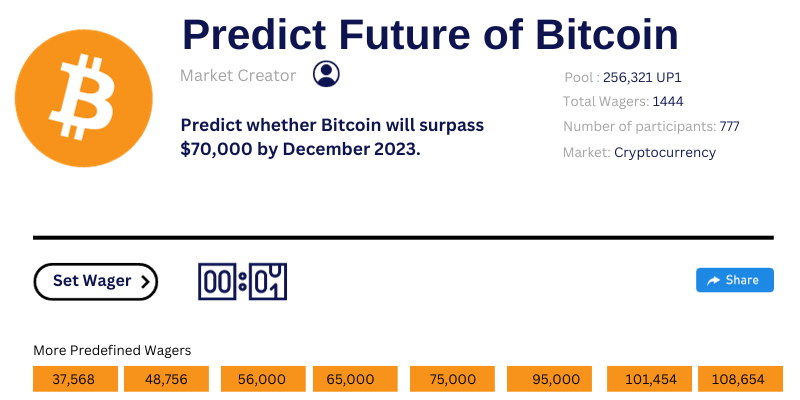 Predict Future of Bitcoin
Market Creator
Pool : 256,321 UP1
Total Wagers: 1444
Predict whether Bitcoin will surpass
$70,000 by December 2023.
Number of participants: 777
Market: Cryptocurrency
Set Wager
00:01
Share
More Predefined Wagers
37,568 48,756 56,000 65,000 75,000 95,000 101,454 108,654